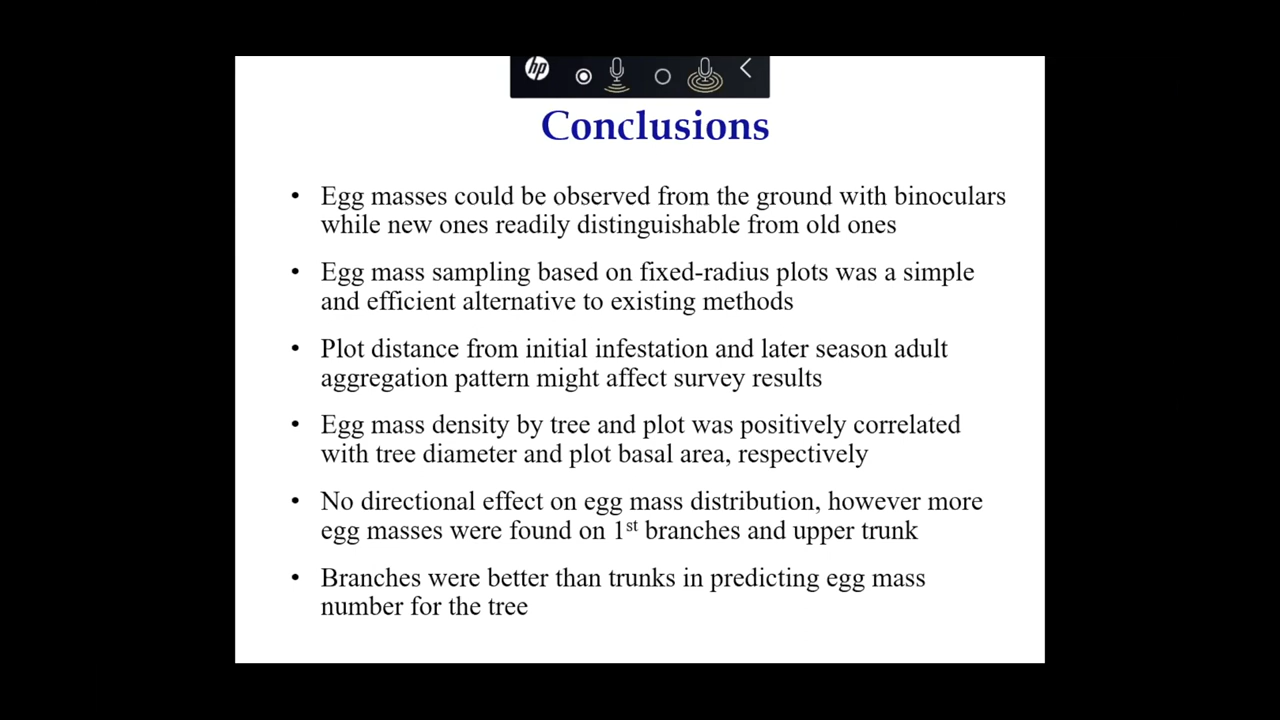 hp
Conclusions
• Egg masses could be observed from the ground with binoculars
while new ones readily distinguishable from old ones
• Egg mass sampling based on fixed-radius plots was a simple
and efficient alternative to existing methods
• Plot distance from initial infestation and later season adult
aggregation pattern might affect survey results
• Egg mass density by tree and plot was positively correlated
with tree diameter and plot basal area, respectively
• No directional effect on egg mass distribution, however more
egg masses were found on 1st branches and upper trunk
• Branches were better than trunks in predicting egg mass
number for the tree